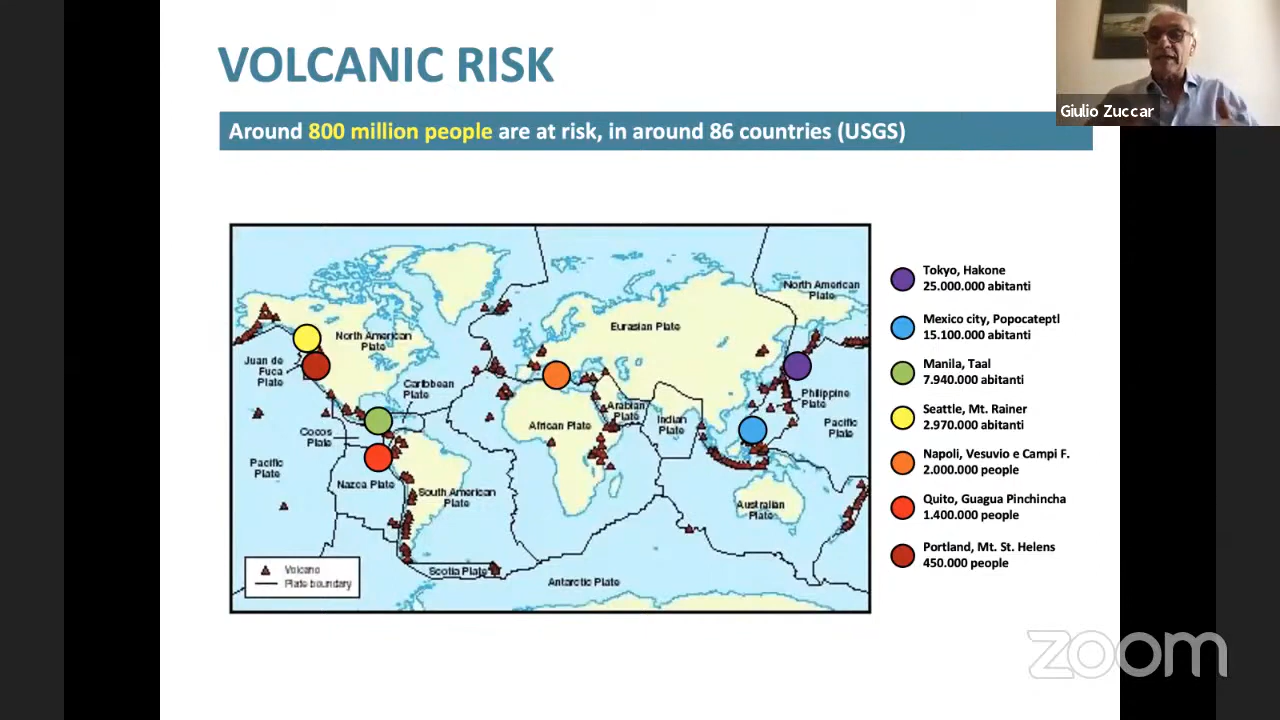 VOLCANIC RISK
Around 800 million people are at risk, in around 86 countries (USGS)
Giulio Zuccar
North American
Plate
Eurasian Plate
North American
Plate
Juan de
Fuca
Plate
Caribbean
Plate
Philippine
Plate
Arabian
Plate
Indian
Plate
African Plate
Cocos
Plate
Pacific
Plate
Pacific
Plate
Nazca Plate
South American
Plate
Australian
Plate
Scotia Plate
Antarctic Plate
Volcano
Plate boundary
Tokyo, Hakone
25.000.000 abitanti
Mexico city, Popocateptl
15.100.000 abitanti
Manila, Taal
7.940.000 abitanti
Seattle, Mt. Rainer
2.970.000 abitanti
Napoli, Vesuvio e Campi F.
2.000.000 people
Quito, Guagua Pinchincha
1.400.000 people
Portland, Mt. St. Helens
450.000 people
zoom